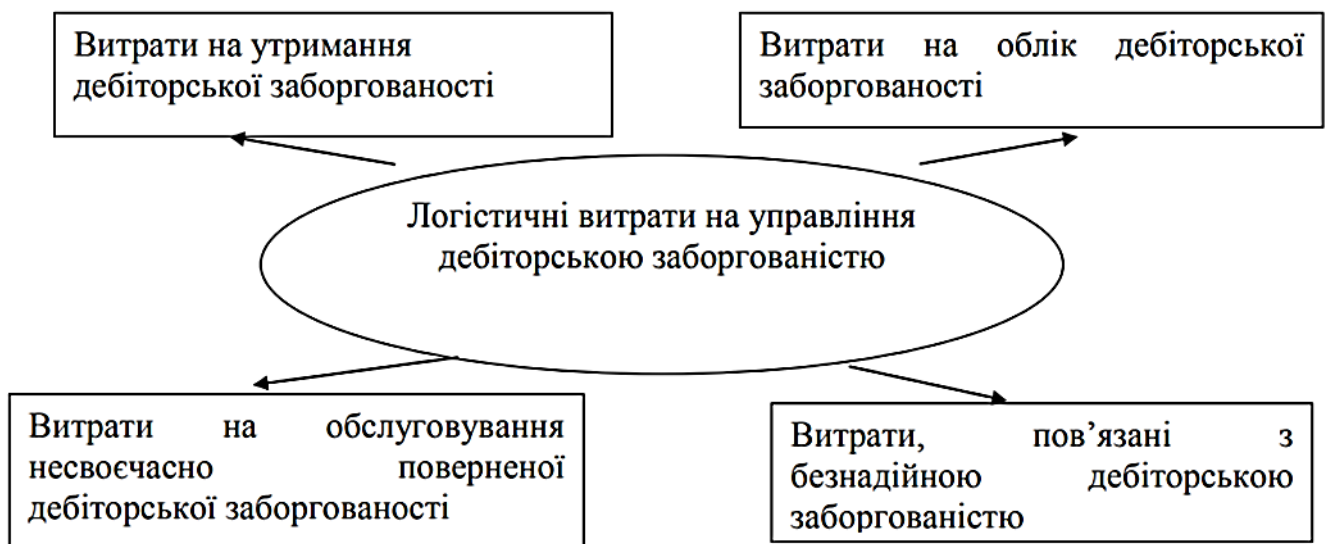 Витрати на утримання
дебіторської заборгованості
Витрати на облік дебіторської
заборгованості
Логістичні витрати на управління
дебіторською заборгованістю
Витрати на обслуговування
несвоєчасно поверненої
дебіторської заборгованості
Витрати, пов’язані з
безнадійною дебіторською
заборгованістю